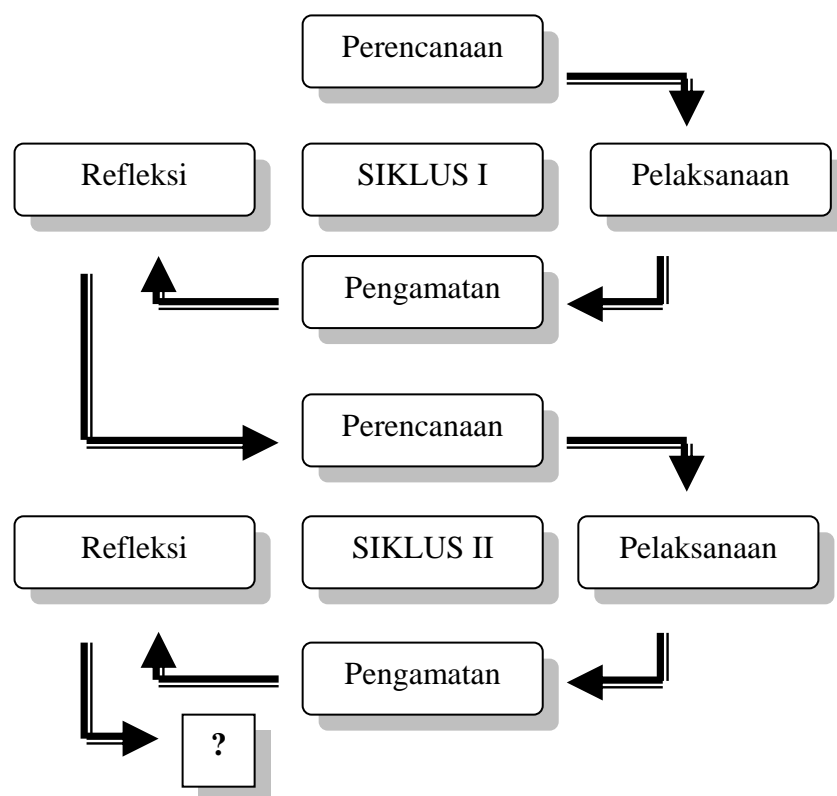 Perencanaan
Refleksi
SIKLUS I
Pelaksanaan
Pengamatan
Perencanaan
Refleksi
SIKLUS II
Pelaksanaan
Pengamatan
?